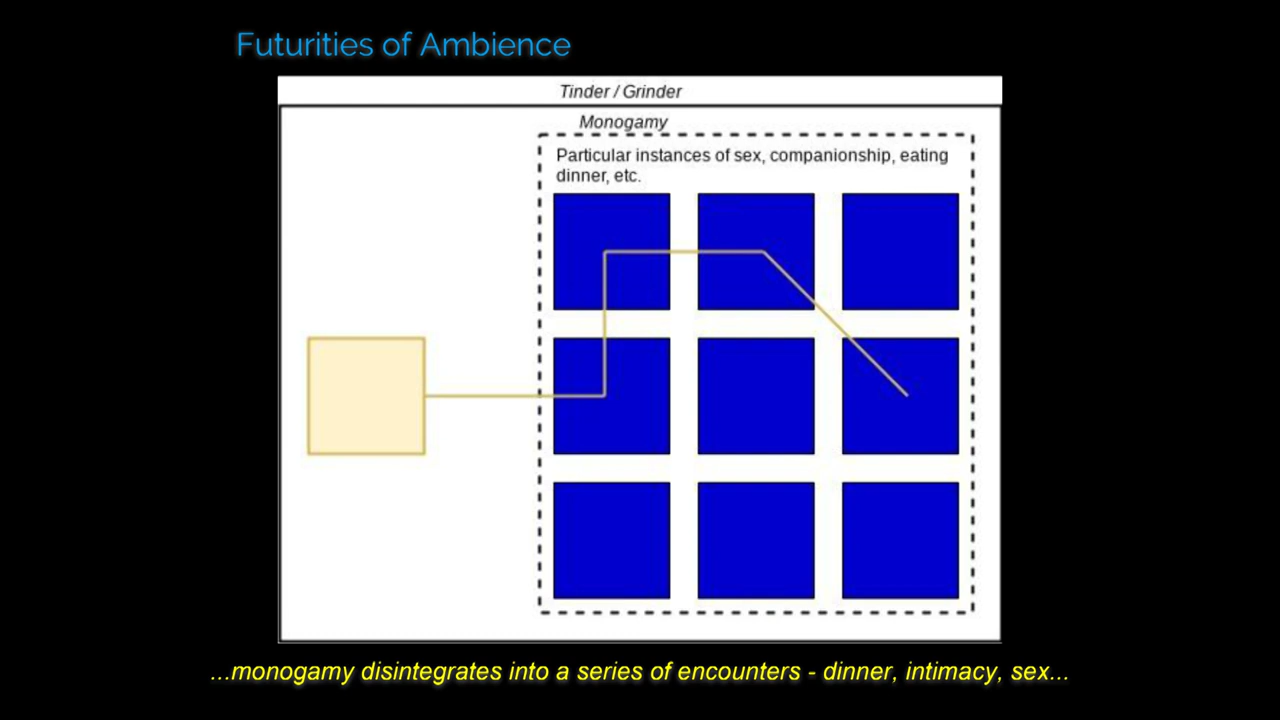 Futurities of Ambience
Tinder / Grinder
Monogamy
Particular instances of sex, companionship, eating
dinner, etc.
...monogamy disintegrates into a series of encounters - dinner, intimacy, sex...